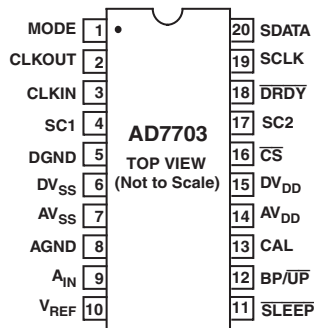 MODE 1 20 SDATA
CLKOUT 2 19 SCLK
CLKIN 3 18 DRDY
SC1 4 17 SC2
DGND 5 16 CS
DVSS 6 15 DVDD
AVSS 7 14 AVDD
AGND 8 13 CAL
AIN 9 12 BP/UP
VREF 10 11 SLEEP
AD7703
TOP VIEW
(Not to Scale)